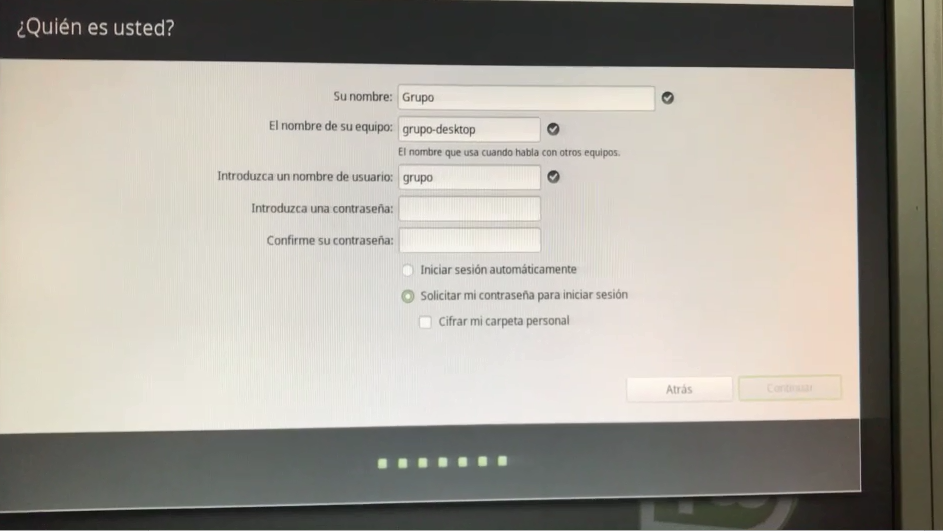 ¿Quién es usted?
Su nombre: Grupo
El nombre de su equipo: grupo-desktop
El nombre que usa cuando habla con otros equipos.
Introduzca un nombre de usuario: grupo
Introduzca una contraseña:
Confirme su contraseña:
Iniciar sesión automáticamente
Solicitar mi contraseña para iniciar sesión
Cifrar mi carpeta personal
Atrás Continuar